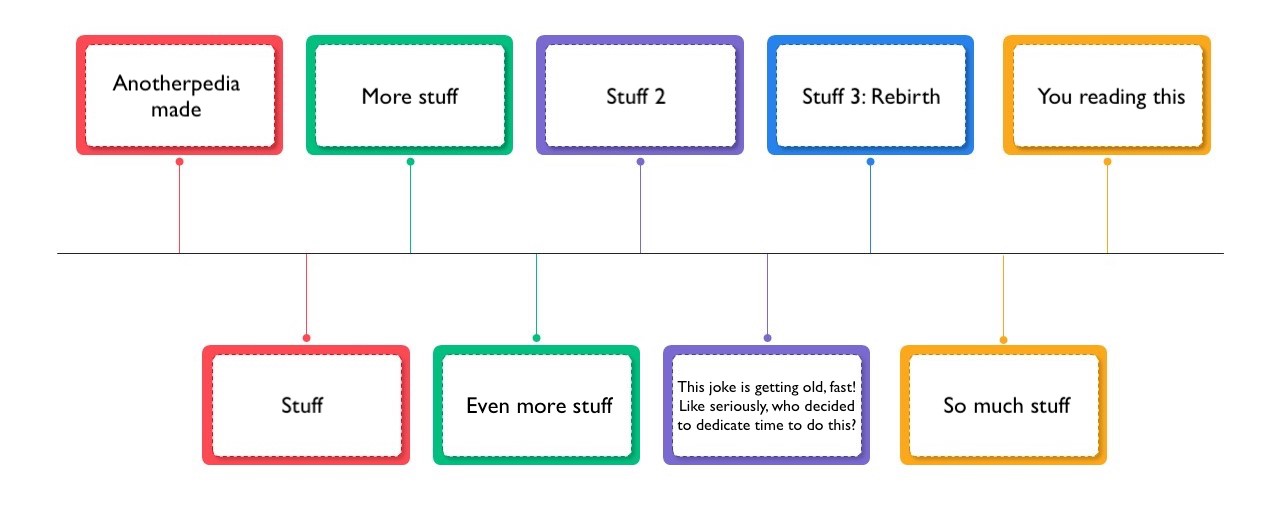 Anotherpedia
made
More stuff
Stuff 2
Stuff 3: Rebirth
You reading this
Stuff
Even more stuff
This joke is getting old, fast!
Like seriously, who decided
to dedicate time to do this?
So much stuff